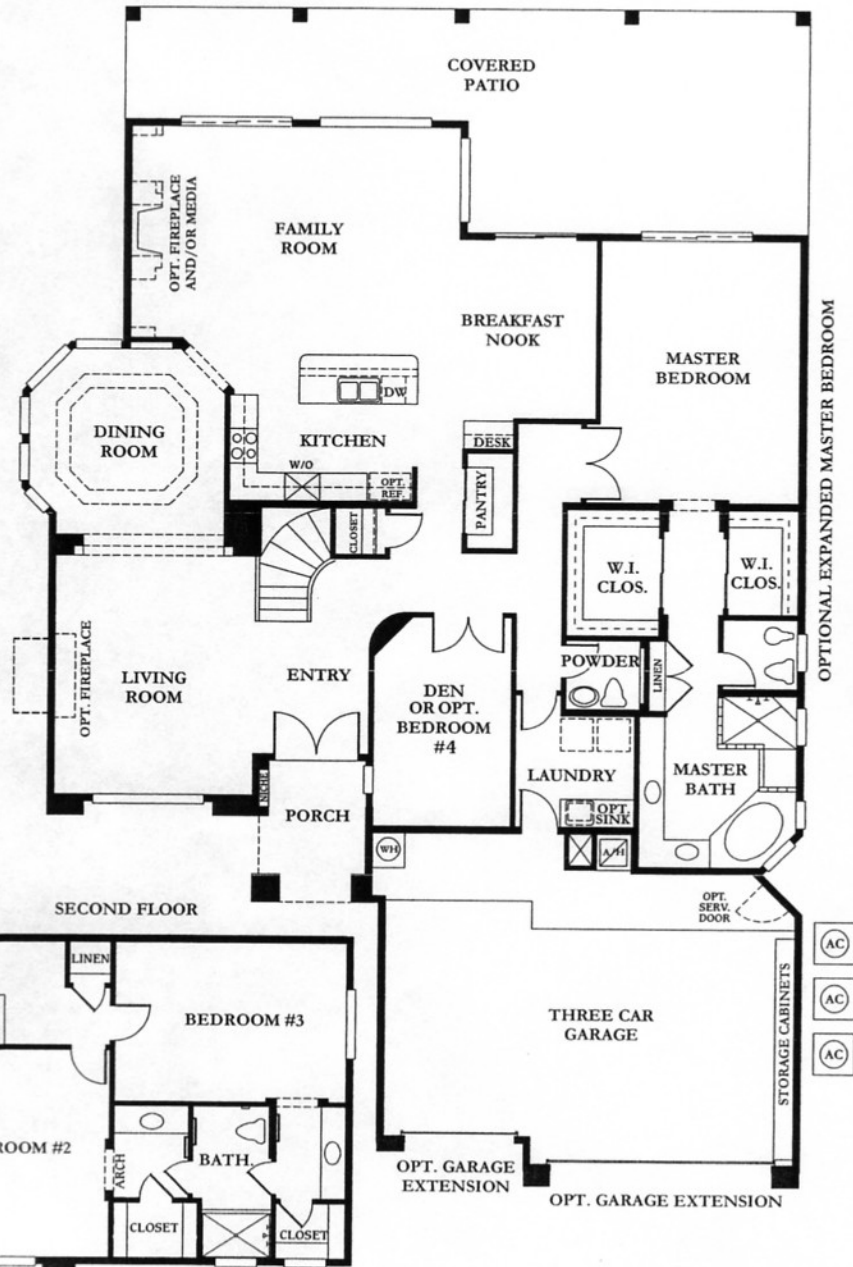 COVERED
PATIO
OPT. FIREPLACE
AND/OR MEDIA
FAMILY
ROOM
BREAKFAST
NOOK
MASTER
BEDROOM
OPTIONAL EXPANDED MASTER BEDROOM
DW
DINING
ROOM
KITCHEN
DESK
W/O
OPT.
REF.
PANTRY
CLOSET
W.I.
CLOS.
W.I.
CLOS.
OPT. FIREPLACE
LIVING
ROOM
ENTRY
POWDER
LINEN
DEN
OR OPT.
BEDROOM
#4
LAUNDRY
MASTER
BATH
NICHE
PORCH
OPT.
SINK
WH
A/H
OPT.
SERV.
DOOR
SECOND FLOOR
LINEN
BEDROOM #3
THREE CAR
GARAGE
STORAGE CABINETS
AC
AC
AC
ROOM #2
ARCH
BATH.
CLOSET
CLOSET
OPT. GARAGE
EXTENSION
OPT. GARAGE EXTENSION